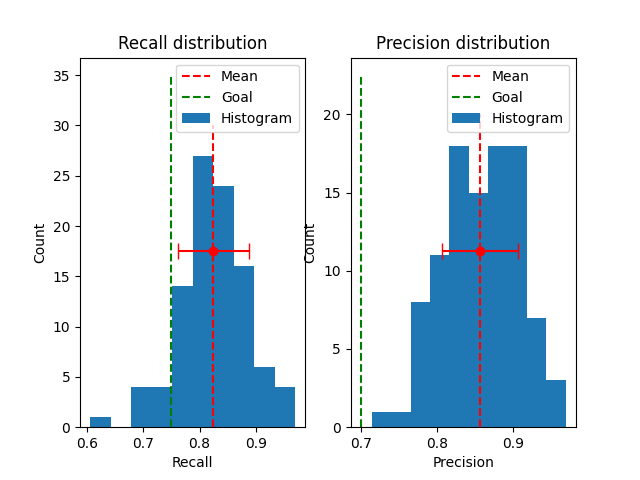 Recall distribution
Mean
Goal
Histogram
Count
35
30
25
20
15
10
5
0
0.6 0.7 0.8 0.9
Recall
Precision distribution
Mean
Goal
Histogram
Count
20
15
10
5
0
0.7 0.8 0.9
Precision